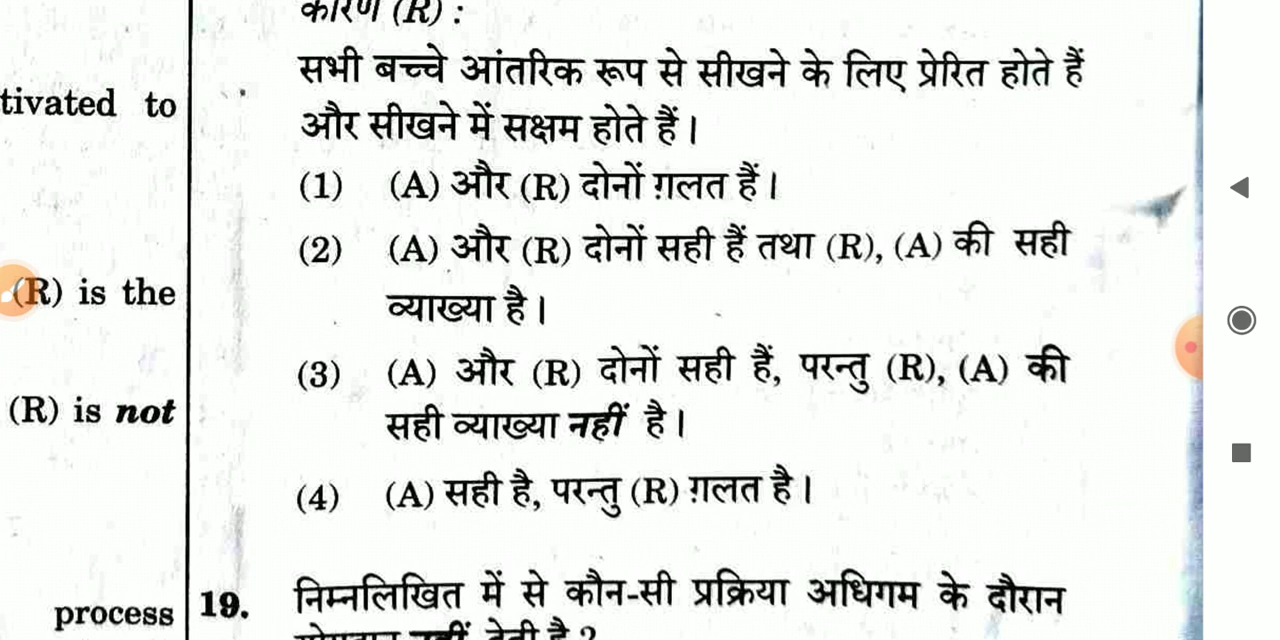 कारण (R) :
सभी बच्चे आंतरिक रूप से सीखने के लिए प्रेरित होते हैं
tivated to
और सीखने में सक्षम होते हैं।
(1) (A) और (R) दोनों ग़लत हैं।
(2) (A) और (R) दोनों सही हैं तथा (R), (A) की सही
(R) is the
व्याख्या है।
(3) (A) और (R) दोनों सही हैं, परन्तु (R), (A) की
(R) is not
सही व्याख्या नहीं है।
(4) (A) सही है, परन्तु (R) ग़लत है।
process
19. निम्नलिखित में से कौन-सी प्रक्रिया अधिगम के दौरान
योगदान नहीं देती है ?